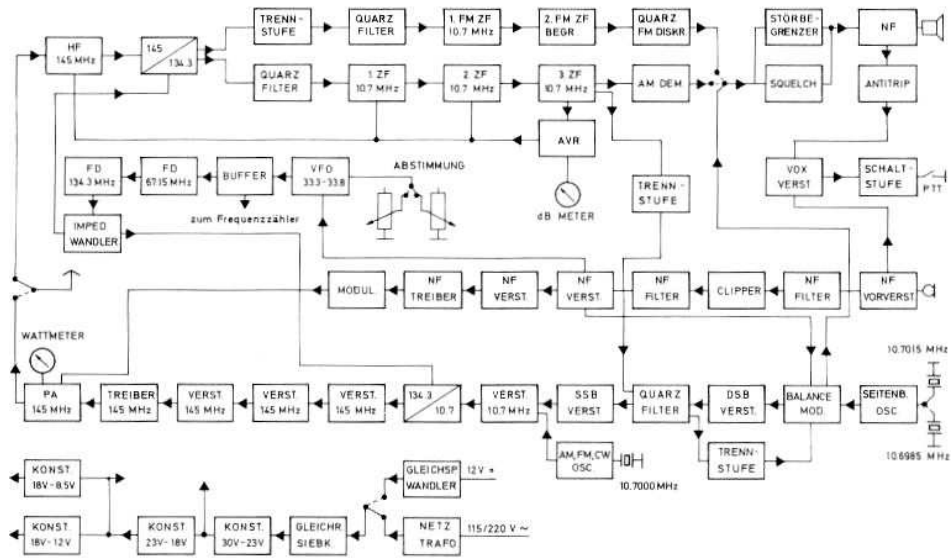 TRENN-
STUFE
QUARZ
FILTER
1. FM ZF
10.7 MHz
2. FM ZF
BEGR.
QUARZ
FM DISKR
STÖRBE-
GRENZER
NF
HF
145 MHz
145
134.3
QUARZ
FILTER
1. ZF
10.7 MHz
2. ZF
10.7 MHz
3. ZF
10.7 MHz
AM DEM.
SQUELCH
ANTITRIP
AVR
FD
134.3 MHz
FD
67.15 MHz
BUFFER
VFO
33.3-33.8
ABSTIMMUNG
dB METER
TRENN-
STUFE
VOX
VERST
SCHALT-
STUFE
PTT
zum Frequenzzähler
IMPED
WANDLER
MODUL.
NF
TREIBER
NF
VERST.
NF
VERST.
NF
FILTER
CLIPPER
NF
FILTER
NF
VORVERST.
WATTMETER
10.7015 MHz
PA
145 MHz
TREIBER
145 MHz
VERST.
145 MHz
VERST.
145 MHz
VERST.
145 MHz
134.3
10.7
VERST.
10.7 MHz
SSB
VERST
QUARZ
FILTER
DSB
VERST.
BALANCE
MOD.
SEITENB.
OSC
10.6985 MHz
AM,FM,CW
OSC
10.7000 MHz
TRENN-
STUFE
KONST
18V-8.5V
GLEICHSP
WANDLER
12V =
KONST.
18V-12V
KONST
23V-18V
KONST.
30V-23V
GLEICHR
SIEBK.
NETZ
TRAFO
115/220 V ~